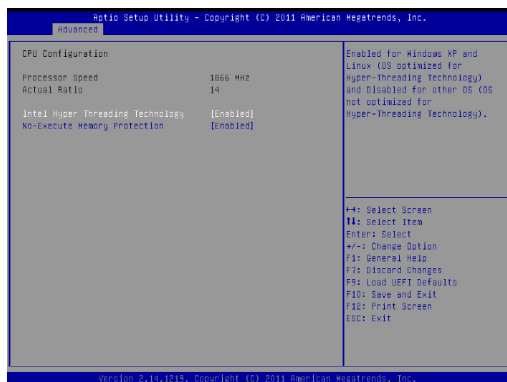 Aptio Setup Utility – Copyright (C) 2011 American Megatrends, Inc.
Advanced
CPU Configuration
Processor Speed 1866 MHz
Actual Ratio 14
Intel Hyper Threading Technology [Enabled]
No-Execute Memory Protection [Enabled]
Enabled for Windows XP and
Linux (OS optimized for
Hyper-Threading Technology)
and Disabled for other OS (OS
not optimized for
Hyper-Threading Technology).
→←: Select Screen
↑↓: Select Item
Enter: Select
+/-: Change Option
F1: General Help
F7: Discard Changes
F9: Load UEFI Defaults
F10: Save and Exit
F12: Print Screen
ESC: Exit
Version 2.14.1219. Copyright (C) 2011 American Megatrends, Inc.